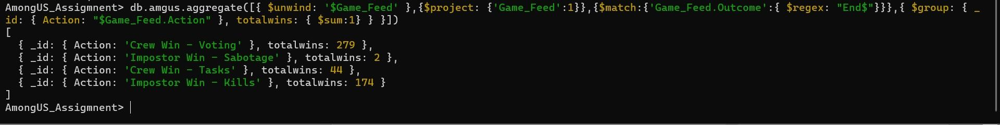 AmongUS_Assigmnent> db.amgus.aggregate([{ $unwind: '$Game_Feed' },{$project: {'Game_Feed':1}},{$match:{'Game_Feed.Outcome':{ $regex: "End$"}}},{ $group: { _
id: { Action: "$Game_Feed.Action" }, totalwins: { $sum:1} } }])
[
  { _id: { Action: 'Crew Win - Voting' }, totalwins: 279 },
  { _id: { Action: 'Impostor Win - Sabotage' }, totalwins: 2 },
  { _id: { Action: 'Crew Win - Tasks' }, totalwins: 44 },
  { _id: { Action: 'Impostor Win - Kills' }, totalwins: 174 }
]
AmongUS_Assigmnent>